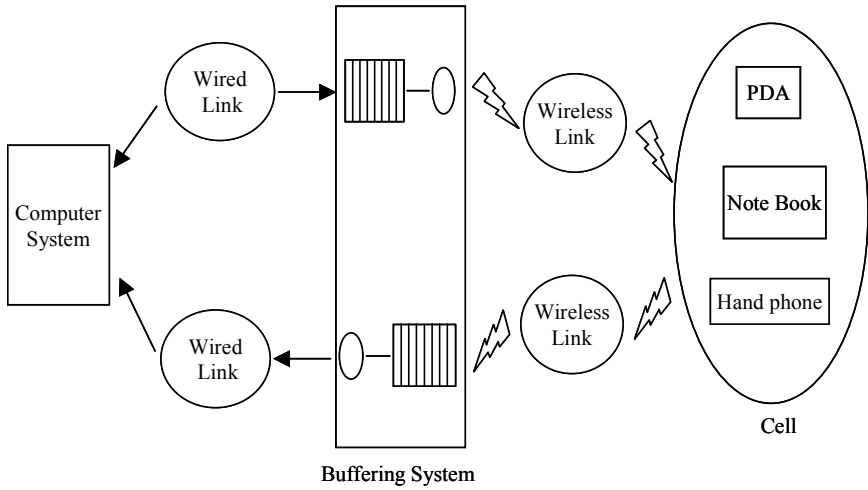 Wired
Link
Wireless
Link
PDA
Computer
System
Note Book
Hand phone
Wired
Link
Wireless
Link
Cell
Buffering System